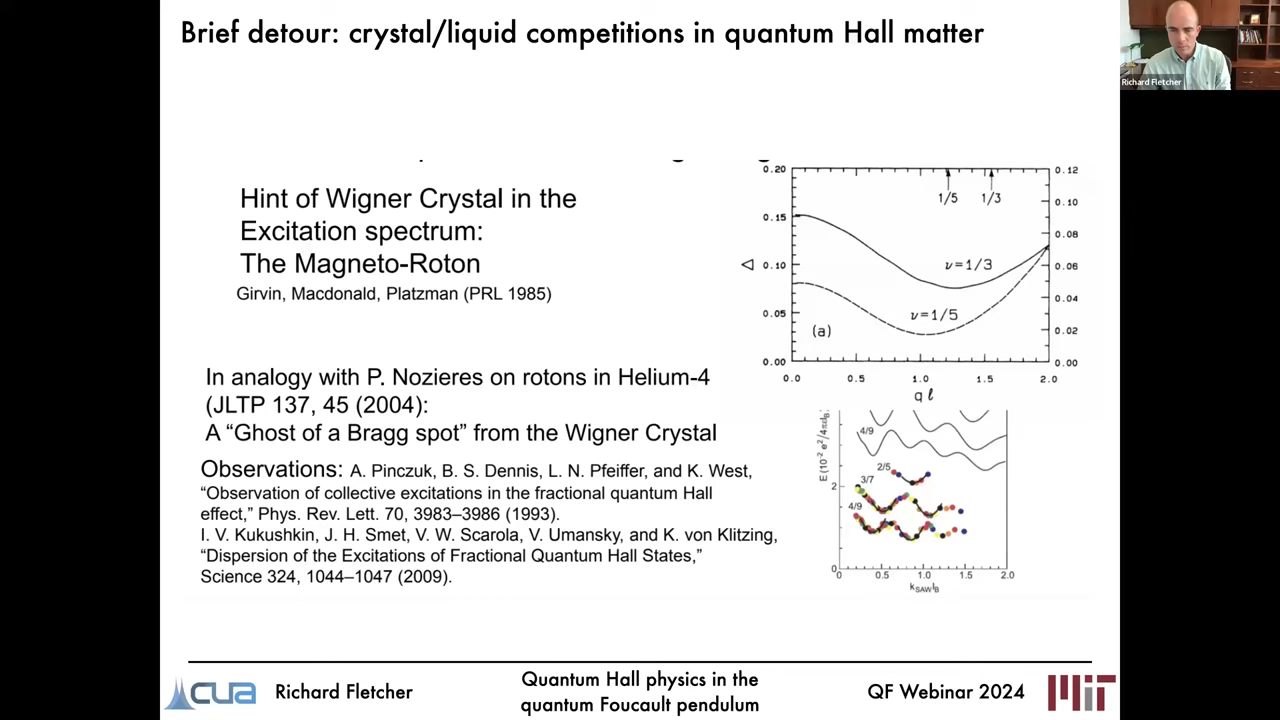 Brief detour: crystal/liquid competitions in quantum Hall matter
Richard Fletcher
Hint of Wigner Crystal in the
Excitation spectrum:
The Magneto-Roton
Girvin, Macdonald, Platzman (PRL 1985)
In analogy with P. Nozieres on rotons in Helium-4
(JLTP 137, 45 (2004):
A “Ghost of a Bragg spot” from the Wigner Crystal
Observations: A. Pinczuk, B. S. Dennis, L. N. Pfeiffer, and K. West,
“Observation of collective excitations in the fractional quantum Hall
effect,” Phys. Rev. Lett. 70, 3983–3986 (1993).
I. V. Kukushkin, J. H. Smet, V. W. Scarola, V. Umansky, and K. von Klitzing,
“Dispersion of the Excitations of Fractional Quantum Hall States,”
Science 324, 1044–1047 (2009).
0.20 0.12
1/5 1/3
0.10
0.15
0.08
Δ 0.10 ν=1/3 0.06
0.04
0.05 ν=1/5
(a) 0.02
0.00 0.00
0.0 0.5 1.0 1.5 2.0
qℓ
E (10⁻² e²/4πεl_B)
4/9
2/5
2 3/7
4/9
0
0 0.5 1.0 1.5 2.0
k_SAW l_B
CUA Richard Fletcher
Quantum Hall physics in the
quantum Foucault pendulum
QF Webinar 2024
MIT